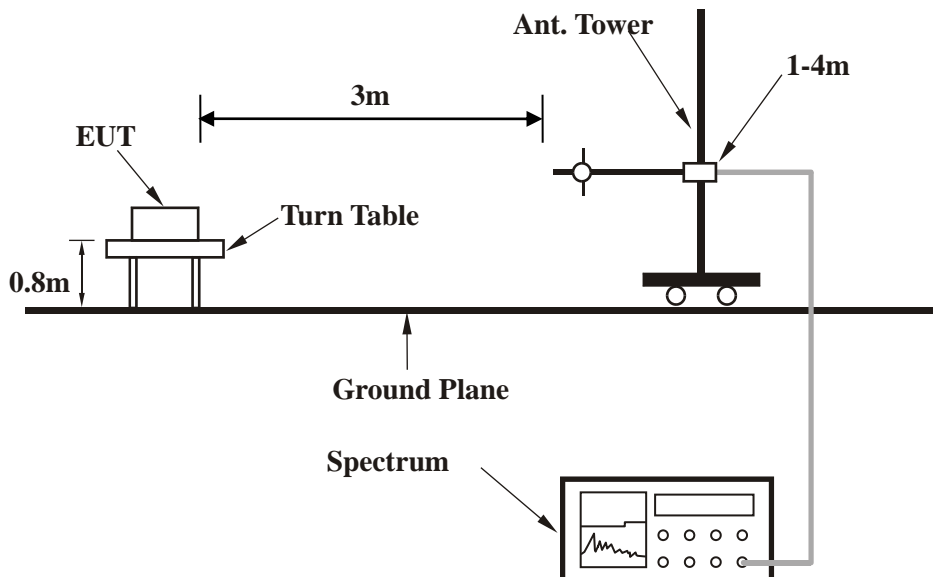 Ant. Tower
1-4m
3m
EUT
Turn Table
0.8m
Ground Plane
Spectrum